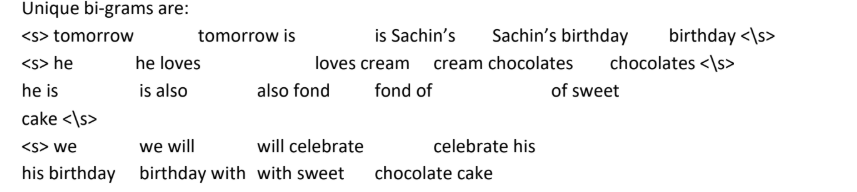 Unique bi-grams are:
<s> tomorrow tomorrow is is Sachin's Sachin's birthday birthday <\s>
<s> he he loves loves cream cream chocolates chocolates <\s>
he is is also also fond fond of of sweet
cake <\s>
<s> we we will will celebrate celebrate his
his birthday birthday with with sweet chocolate cake